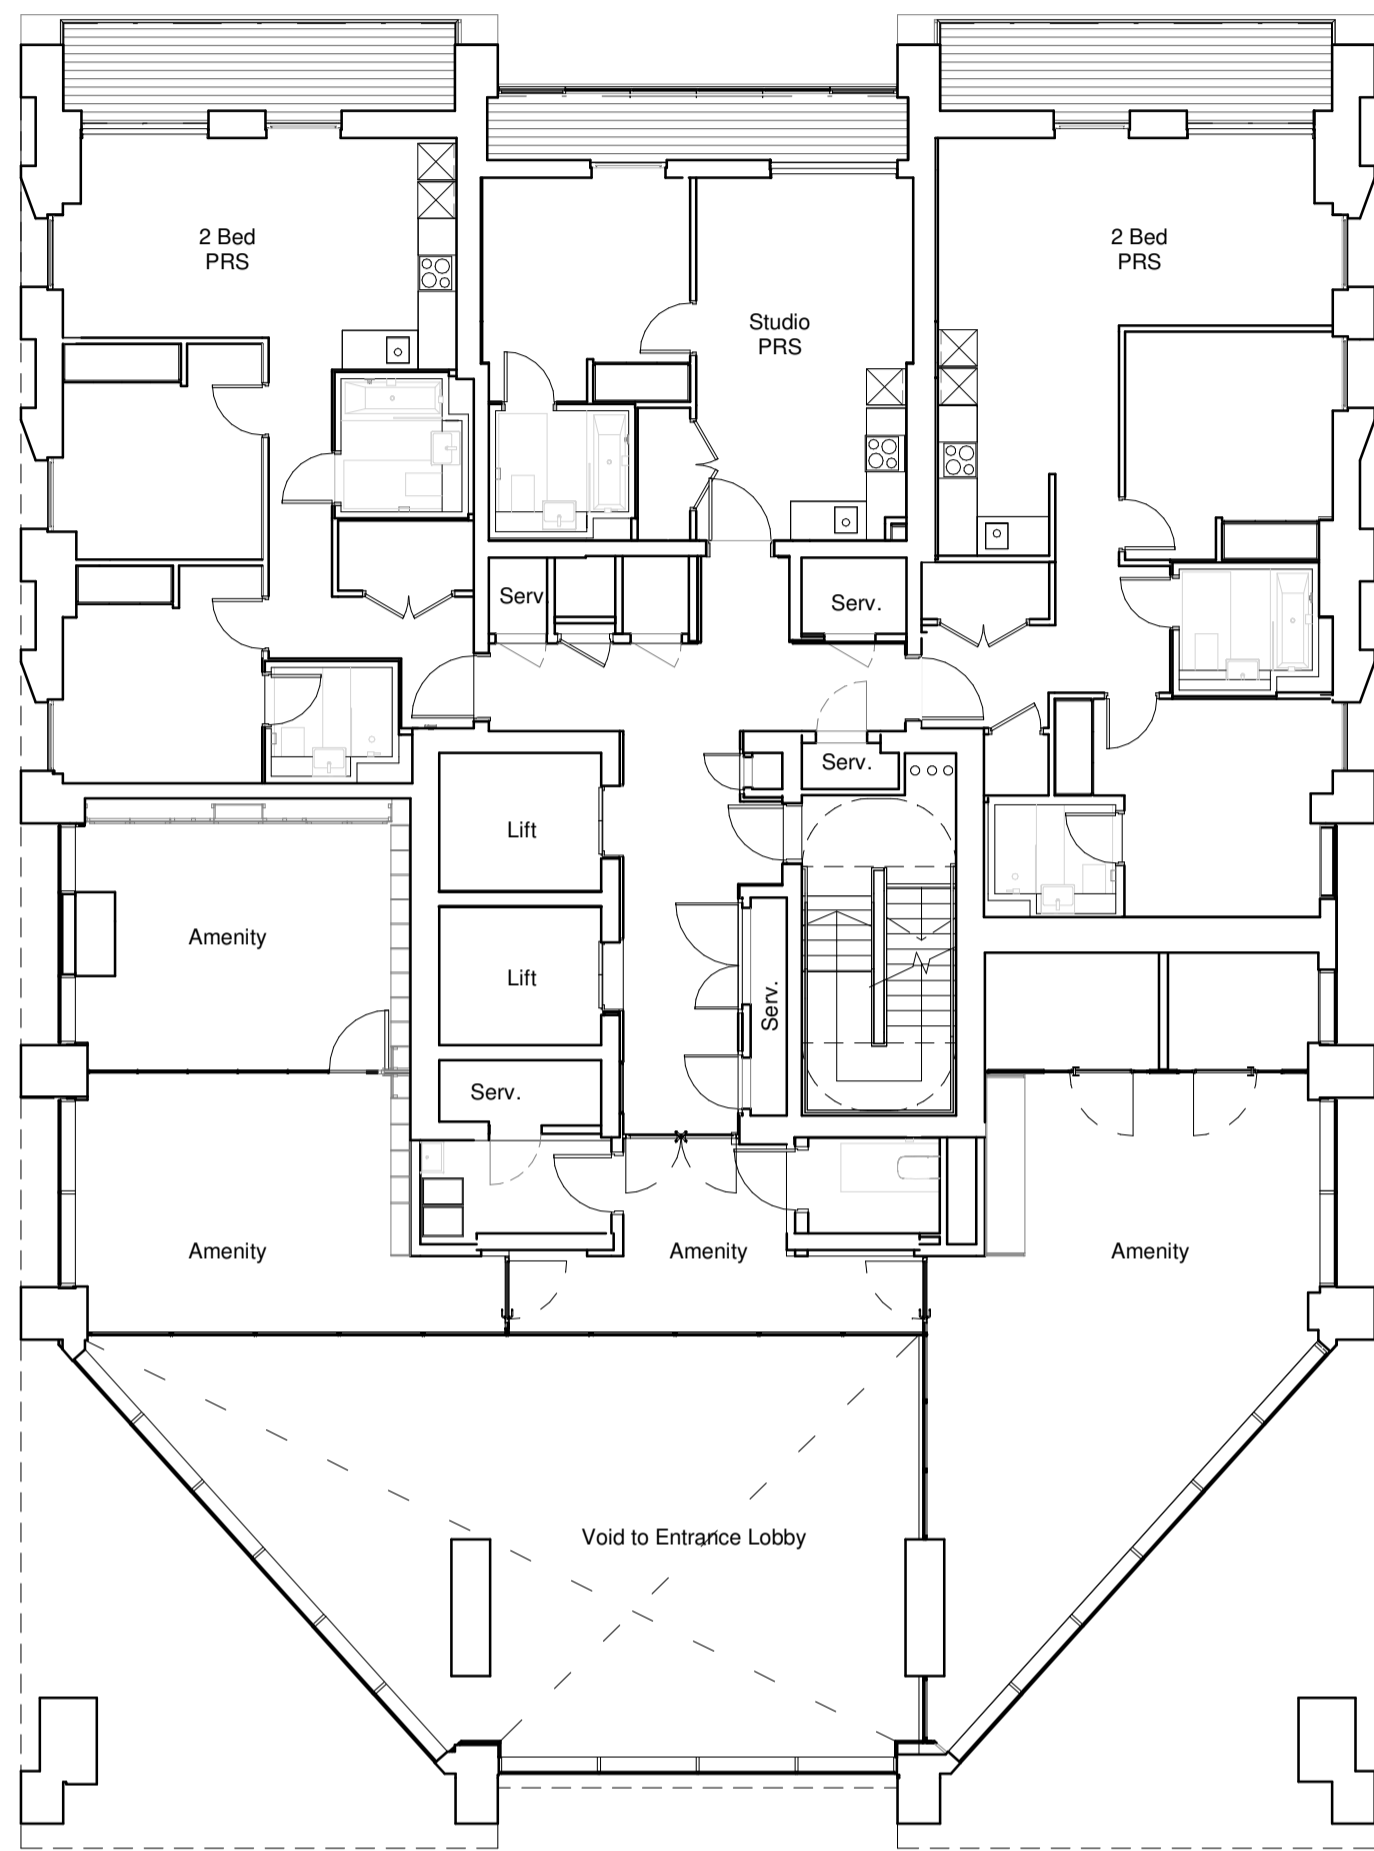 2 Bed
PRS
2 Bed
PRS
Studio
PRS
Serv.
Serv.
Serv.
Lift
Amenity
Lift
Serv.
Serv.
Amenity
Amenity
Amenity
Void to Entrance Lobby